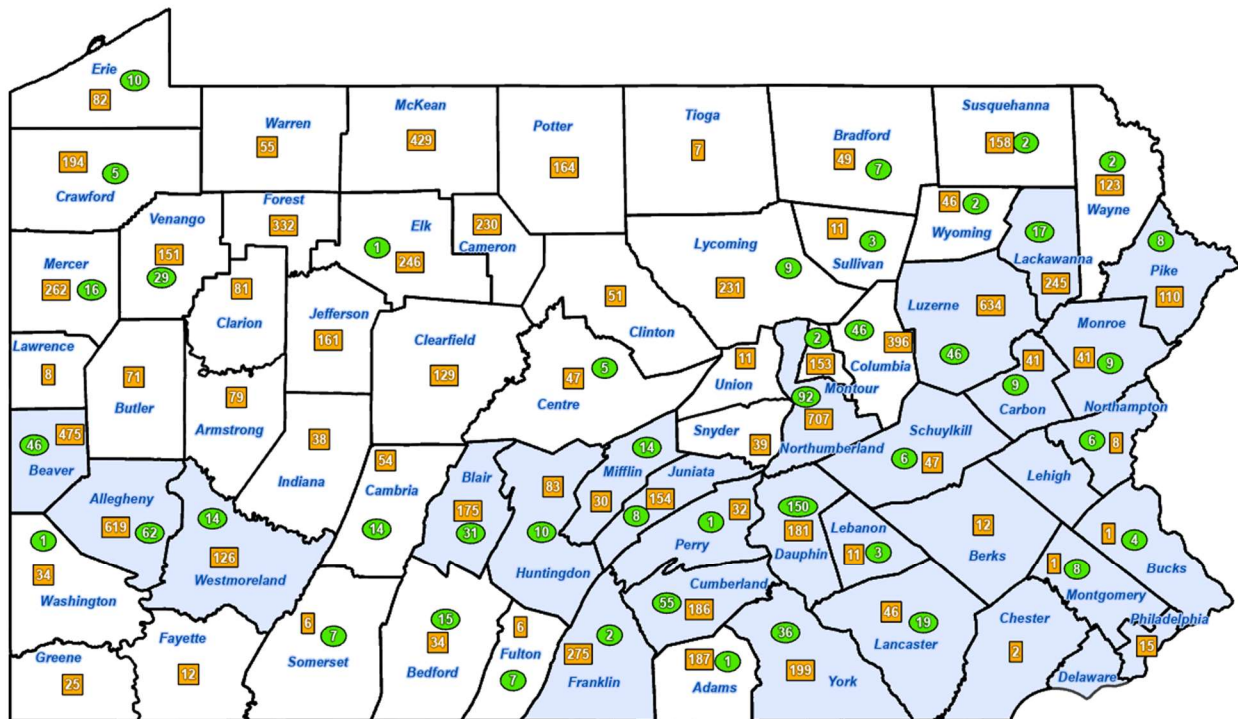 Erie
10
82
194
5
Crawford
Warren
55
McKean
429
Potter
164
Tioga
7
Bradford
49
7
Susquehanna
158
2
2
123
Wayne
Venango
151
29
Forest
332
1
Elk
246
230
Cameron
Lycoming
9
231
11
3
Sullivan
46
2
Wyoming
17
Lackawanna
245
8
Pike
110
Mercer
262
16
81
Clarion
Jefferson
161
Clearfield
129
51
Clinton
Luzerne
634
46
Monroe
41
9
Lawrence
8
71
Butler
79
Armstrong
5
47
Centre
11
Union
2
153
Montour
46
396
Columbia
41
9
Carbon
Northampton
6
8
475
46
Beaver
38
Indiana
54
Cambria
14
Blair
175
31
83
10
Huntingdon
14
Mifflin
30
Juniata
154
8
Snyder
39
92
707
Northumberland
Schuylkill
6
47
Lehigh
Allegheny
619
62
14
126
Westmoreland
32
1
Perry
150
181
Dauphin
Lebanon
11
3
12
Berks
1
4
Bucks
1
34
Washington
Cumberland
55
186
1
8
Montgomery
Fayette
12
6
7
Somerset
15
34
Bedford
6
Fulton
7
2
275
Franklin
187
1
Adams
36
199
York
46
19
Lancaster
Chester
2
Philadelphia
15
Delaware
Greene
25